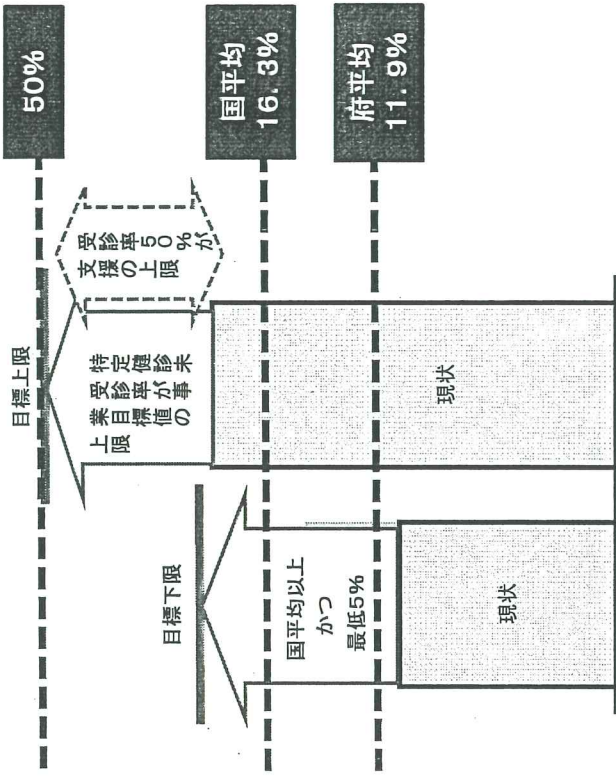 50%
国平均
16.3%
府平均
11.9%
目標上限
受診率50%が
支援の上限
特定健診未
受診率が事
業目標値の
上限
現状
目標下限
国平均以上
かつ
最低5%
現状